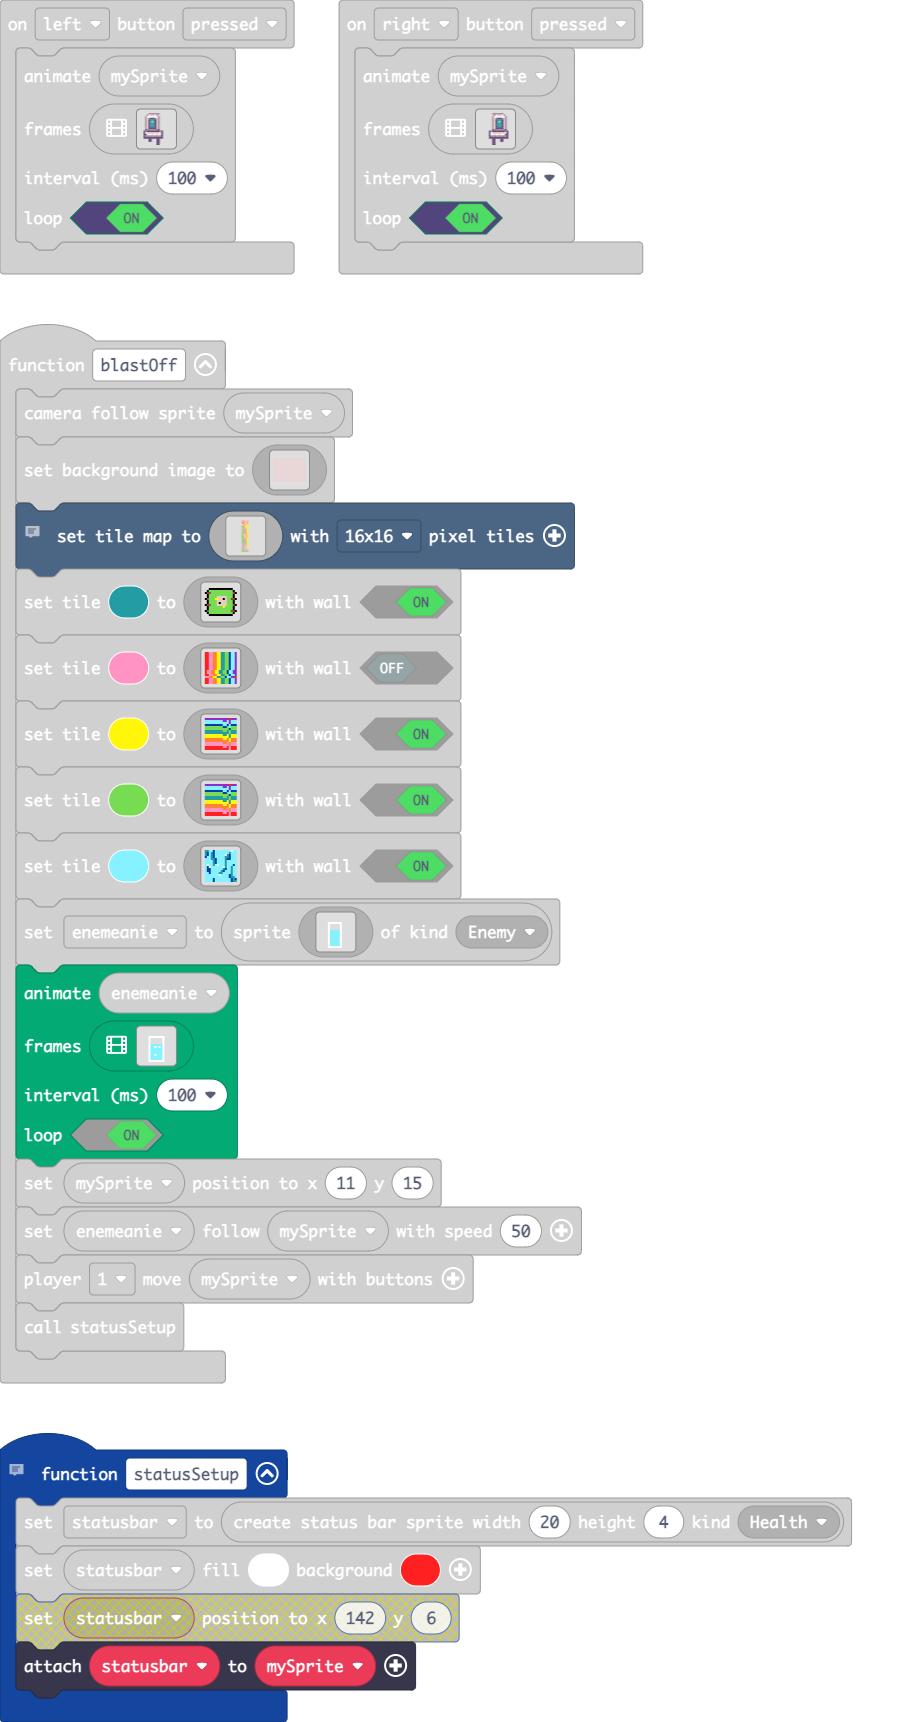 on left button pressed
animate mySprite
frames
interval (ms) 100
loop ON
on right button pressed
animate mySprite
frames
interval (ms) 100
loop ON
function blastOff
camera follow sprite mySprite
set background image to
set tile map to with 16x16 pixel tiles
set tile to with wall ON
set tile to with wall OFF
set tile to with wall ON
set tile to with wall ON
set tile to with wall ON
set enemeanie to sprite of kind Enemy
animate enemeanie
frames
interval (ms) 100
loop ON
set mySprite position to x 11 y 15
set enemeanie follow mySprite with speed 50
player 1 move mySprite with buttons
call statusSetup
function statusSetup
set statusbar to create status bar sprite width 20 height 4 kind Health
set statusbar fill background
set statusbar position to x 142 y 6
attach statusbar to mySprite